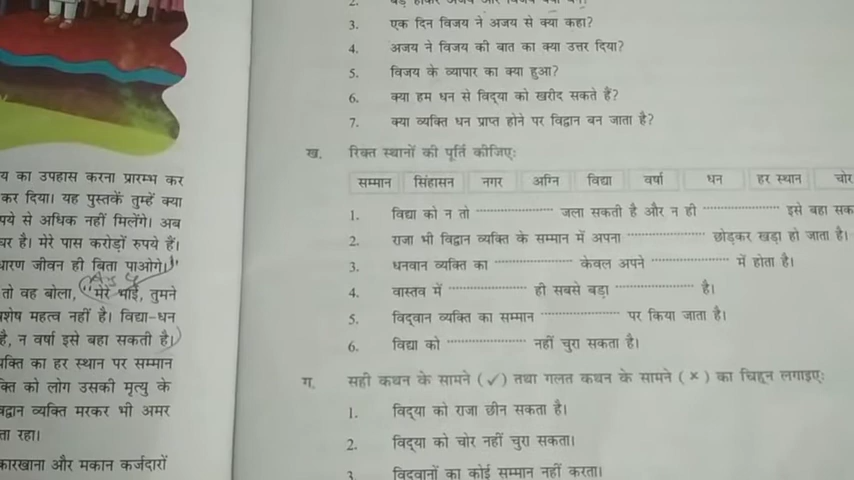 य का उपहास करना प्रारम्भ कर
कर दिया। यह पुस्तकें तुम्हें क्या
पये से अधिक नहीं मिलेंगे। अब
घर है। मेरे पास करोड़ों रुपये हैं।
धारण जीवन ही बिता पाओगे।"
तो वह बोला, "मेरे भाई, तुमने
शेष महत्व नहीं है। विद्या-धन
है, न वर्षा इसे बहा सकती है।
यक्ति का हर स्थान पर सम्मान
क्ति को लोग उसकी मृत्यु के
वद्वान व्यक्ति मरकर भी अमर
ता रहा।
कारखाना और मकान कर्जदारों
2.
3. एक दिन विजय ने अजय से क्या कहा?
4. अजय ने विजय की बात का क्या उत्तर दिया?
5. विजय के व्यापार का क्या हुआ?
6. क्या हम धन से विद्या को खरीद सकते हैं?
7. क्या व्यक्ति धन प्राप्त होने पर विद्वान बन जाता है?
ख. रिक्त स्थानों की पूर्ति कीजिए:
सम्मान सिंहासन नगर अग्नि विद्या वर्षा धन हर स्थान चोर
1. विद्या को न तो .................... जला सकती है और न ही .................... इसे बहा सक
2. राजा भी विद्वान व्यक्ति के सम्मान में अपना .................... छोड़कर खड़ा हो जाता है।
3. धनवान व्यक्ति का .................... केवल अपने .................... में होता है।
4. वास्तव में .................... ही सबसे बड़ा .................... है।
5. विद्वान व्यक्ति का सम्मान .................... पर किया जाता है।
6. विद्या को .................... नहीं चुरा सकता है।
ग. सही कथन के सामने (✓) तथा गलत कथन के सामने (×) का चिह्न लगाइए:
1. विद्या को राजा छीन सकता है।
2. विद्या को चोर नहीं चुरा सकता।
3. विद्वानों का कोई सम्मान नहीं करता।